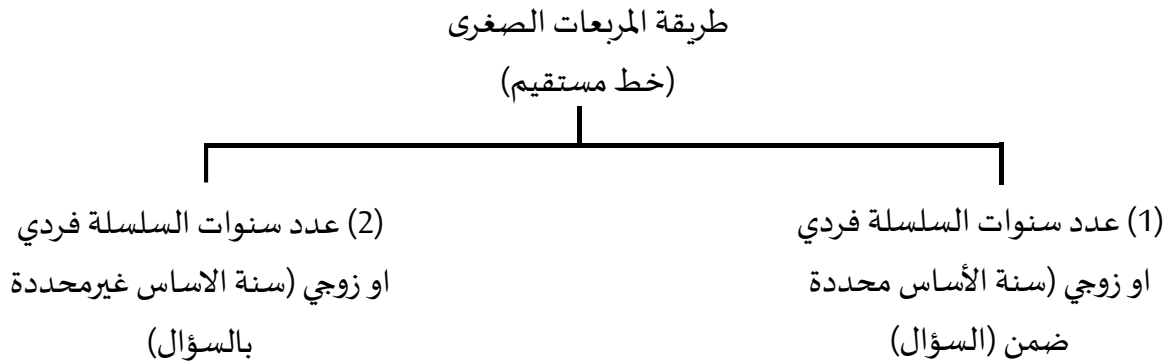 طريقة المربعات الصغرى
(خط مستقيم)
(1) عدد سنوات السلسلة فردي
او زوجي (سنة الأساس محددة
ضمن (السؤال)
(2) عدد سنوات السلسلة فردي
او زوجي (سنة الاساس غيرمحددة
بالسؤال)